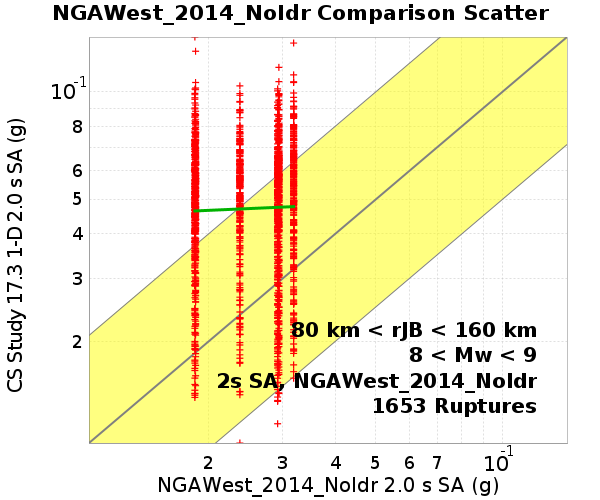 NGAWest_2014_NoIdr Comparison Scatter
CS Study 17.3 1-D 2.0 s SA (g)
10-1
8
6
5
4
3
2
80 km < rJB < 160 km
8 < Mw < 9
2s SA, NGAWest_2014_NoIdr
1653 Ruptures
2 3 4 5 6 7 10-1
NGAWest_2014_NoIdr 2.0 s SA (g)